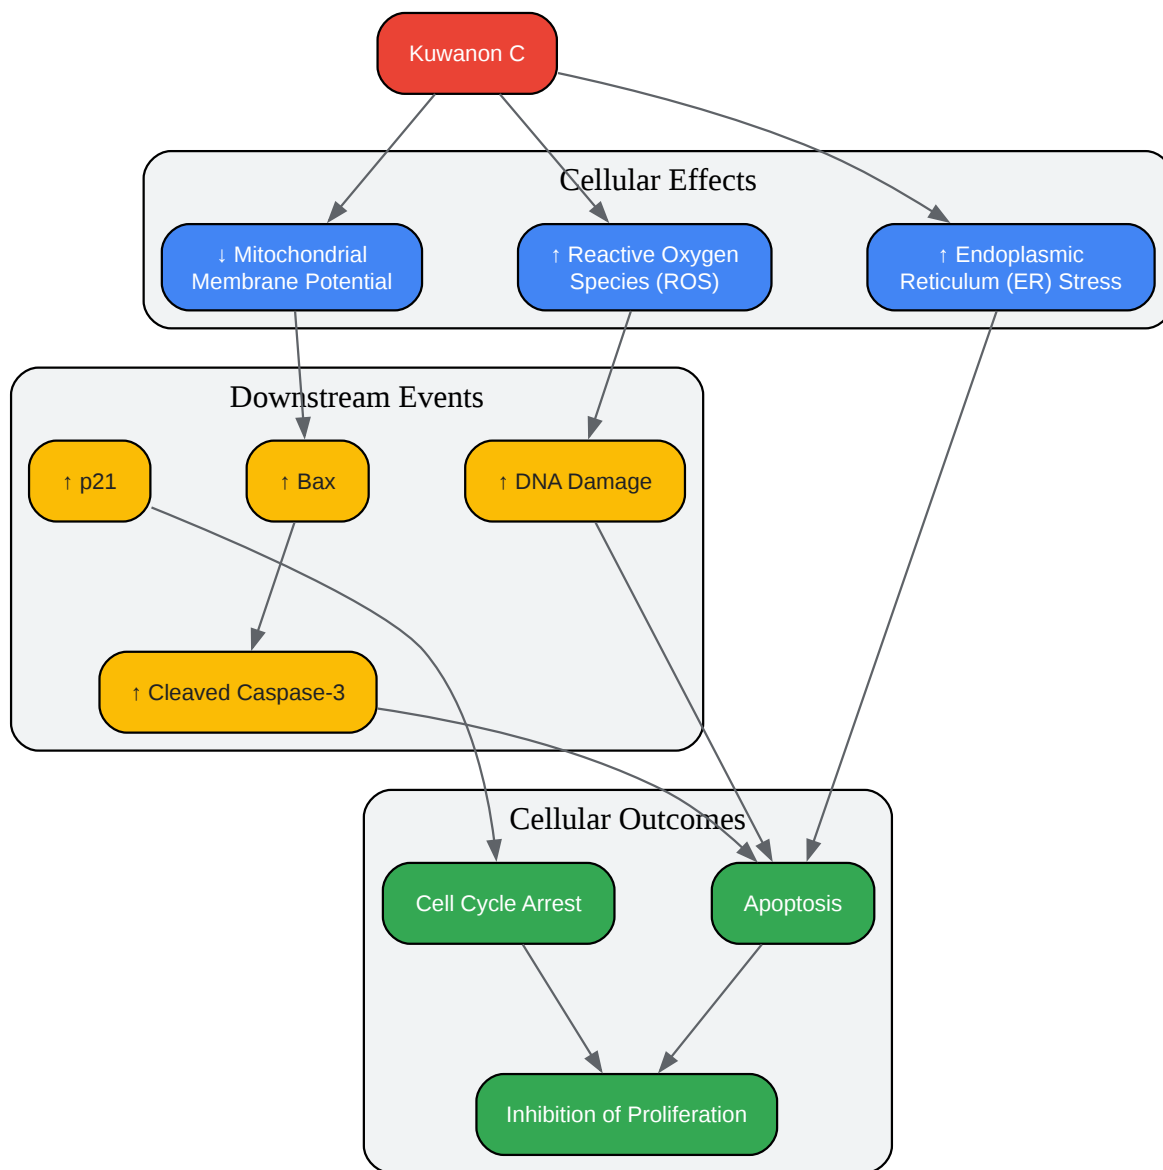 Kuwanon C
Cellular Effects
↓ Mitochondrial
Membrane Potential
↑ Reactive Oxygen
Species (ROS)
↑ Endoplasmic
Reticulum (ER) Stress
Downstream Events
↑ p21
↑ Bax
↑ DNA Damage
↑ Cleaved Caspase-3
Cellular Outcomes
Cell Cycle Arrest
Apoptosis
Inhibition of Proliferation